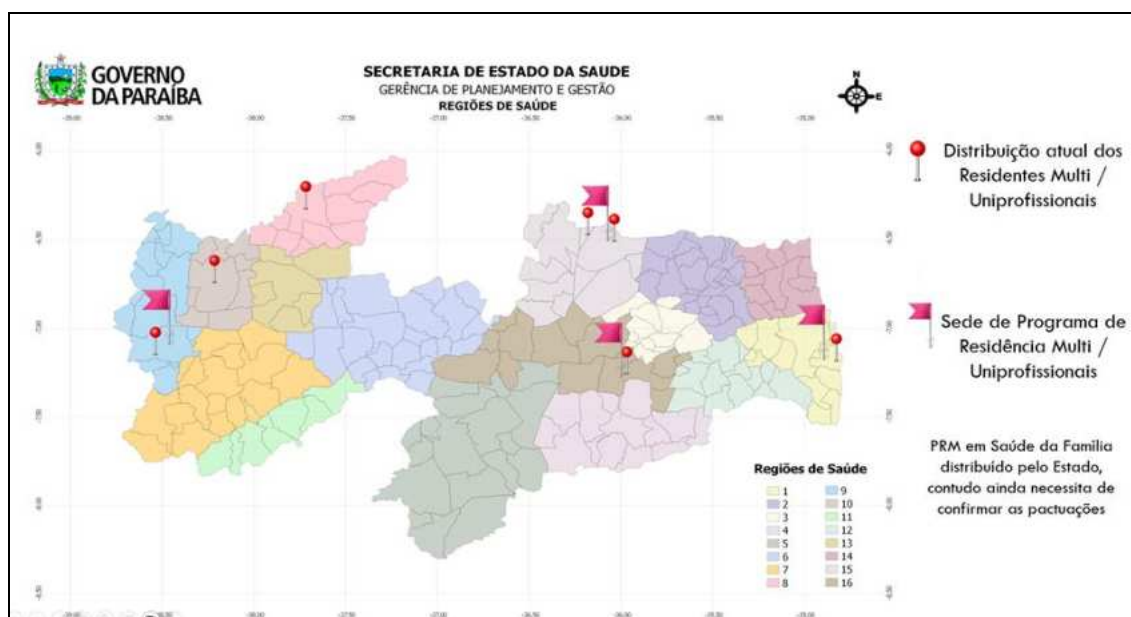 GOVERNO
DA PARAÍBA
SECRETARIA DE ESTADO DA SAUDE
GERÊNCIA DE PLANEJAMENTO E GESTÃO
REGIÕES DE SAÚDE
N
E
Distribuição atual dos
Residentes Multi /
Uniprofissionais
Sede de Programa de
Residência Multi /
Uniprofissionais
PRM em Saúde da Família
distribuído pelo Estado,
contudo ainda necessita de
confirmar as pactuações
Regiões de Saúde
1 9
2 10
3 11
4 12
5 13
6 14
7 15
8 16